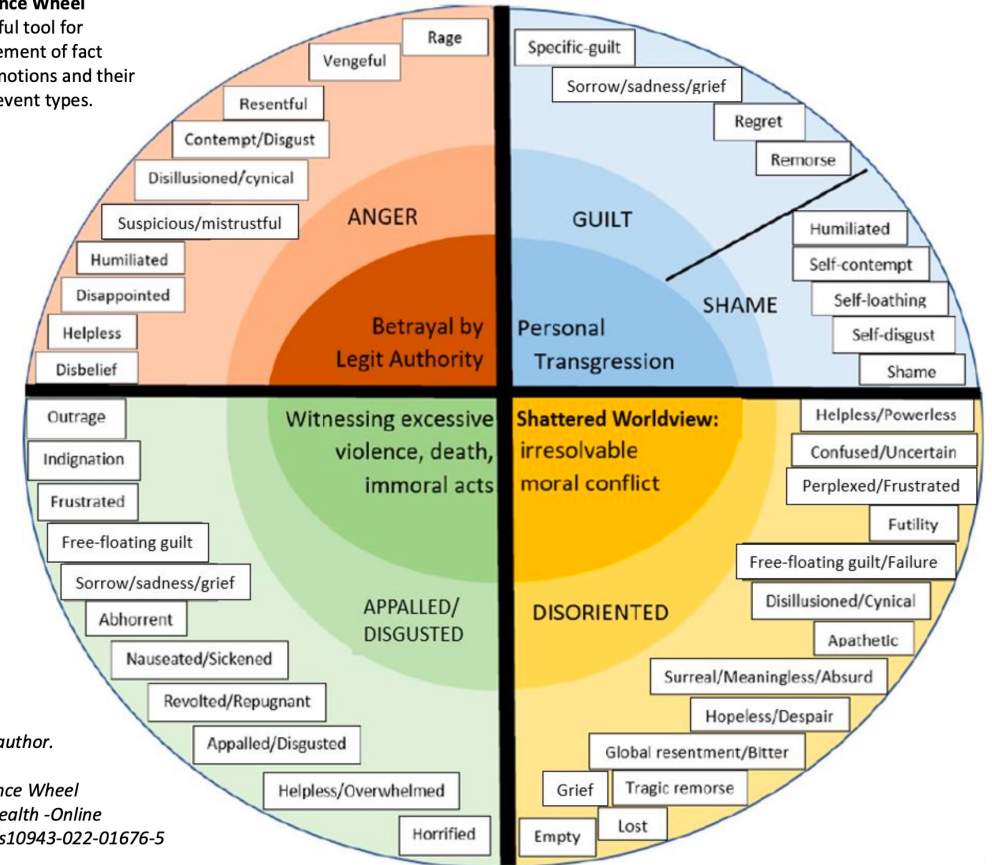 nce Wheel
ful tool for
ement of fact
motions and their
event types.
Rage
Vengeful
Resentful
Contempt/Disgust
Disillusioned/cynical
Suspicious/mistrustful
Humiliated
Disappointed
Helpless
Disbelief
ANGER
Betrayal by
Legit Authority
Specific-guilt
Sorrow/sadness/grief
Regret
Remorse
GUILT
Humiliated
Self-contempt
Self-loathing
Self-disgust
Shame
SHAME
Personal
Transgression
Outrage
Indignation
Frustrated
Free-floating guilt
Sorrow/sadness/grief
Abhorrent
Nauseated/Sickened
Revolted/Repugnant
Appalled/Disgusted
Helpless/Overwhelmed
Horrified
Witnessing excessive
violence, death,
immoral acts
APPALLED/
DISGUSTED
Shattered Worldview:
irresolvable
moral conflict
DISORIENTED
Helpless/Powerless
Confused/Uncertain
Perplexed/Frustrated
Futility
Free-floating guilt/Failure
Disillusioned/Cynical
Apathetic
Surreal/Meaningless/Absurd
Hopeless/Despair
Global resentment/Bitter
Grief
Tragic remorse
Lost
Empty
author.
nce Wheel
ealth -Online
s10943-022-01676-5